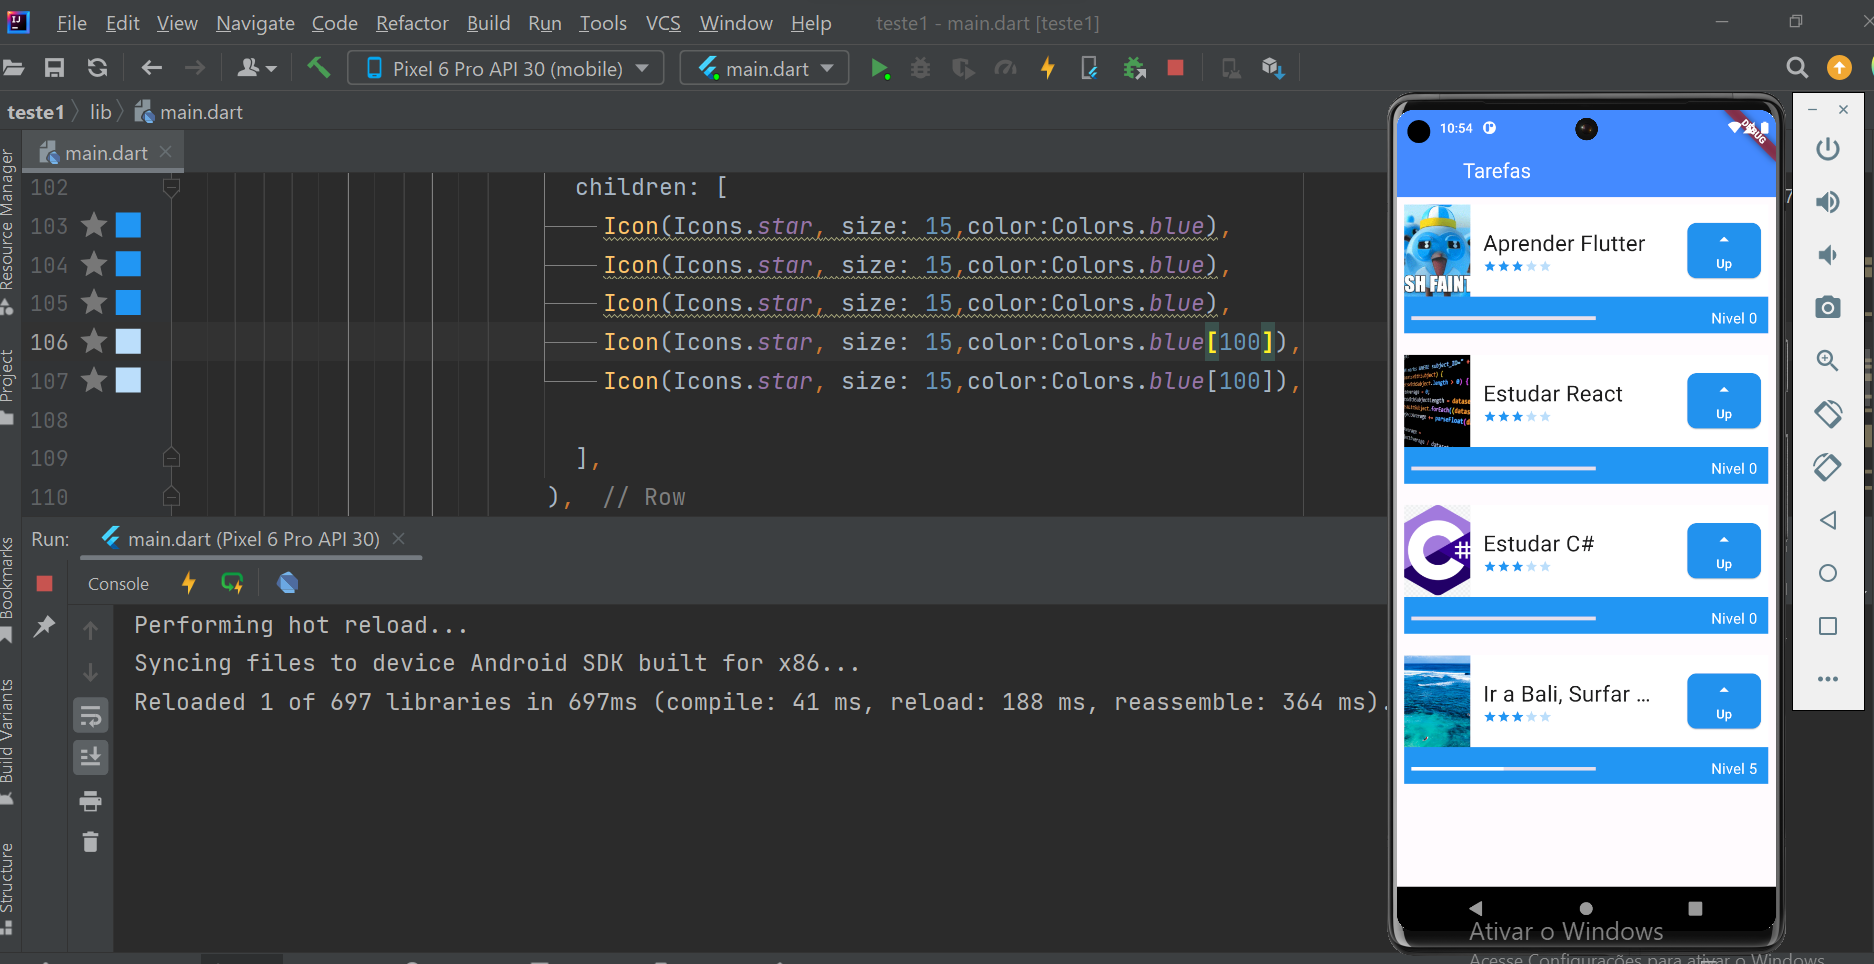 File Edit View Navigate Code Refactor Build Run Tools VCS Window Help teste1 - main.dart [teste1]
Pixel 6 Pro API 30 (mobile) main.dart
teste1 lib main.dart
main.dart
102 children: [
103 Icon(Icons.star, size: 15,color:Colors.blue),
104 Icon(Icons.star, size: 15,color:Colors.blue),
105 Icon(Icons.star, size: 15,color:Colors.blue),
106 Icon(Icons.star, size: 15,color:Colors.blue[100]),
107 Icon(Icons.star, size: 15,color:Colors.blue[100]),
108
109 ],
110 ), // Row
Resource Manager
Project
Bookmarks
Build Variants
Structure
Run: main.dart (Pixel 6 Pro API 30)
Console
Performing hot reload...
Syncing files to device Android SDK built for x86...
Reloaded 1 of 697 libraries in 697ms (compile: 41 ms, reload: 188 ms, reassemble: 364 ms).
10:54
DEBUG
Tarefas
SH FAINT
Aprender Flutter
Up
Nivel 0
Estudar React
Up
Nivel 0
Estudar C#
Up
Nivel 0
Ir a Bali, Surfar ...
Up
Nivel 5
Ativar o Windows
Acesse Configurações para ativar o Windows.